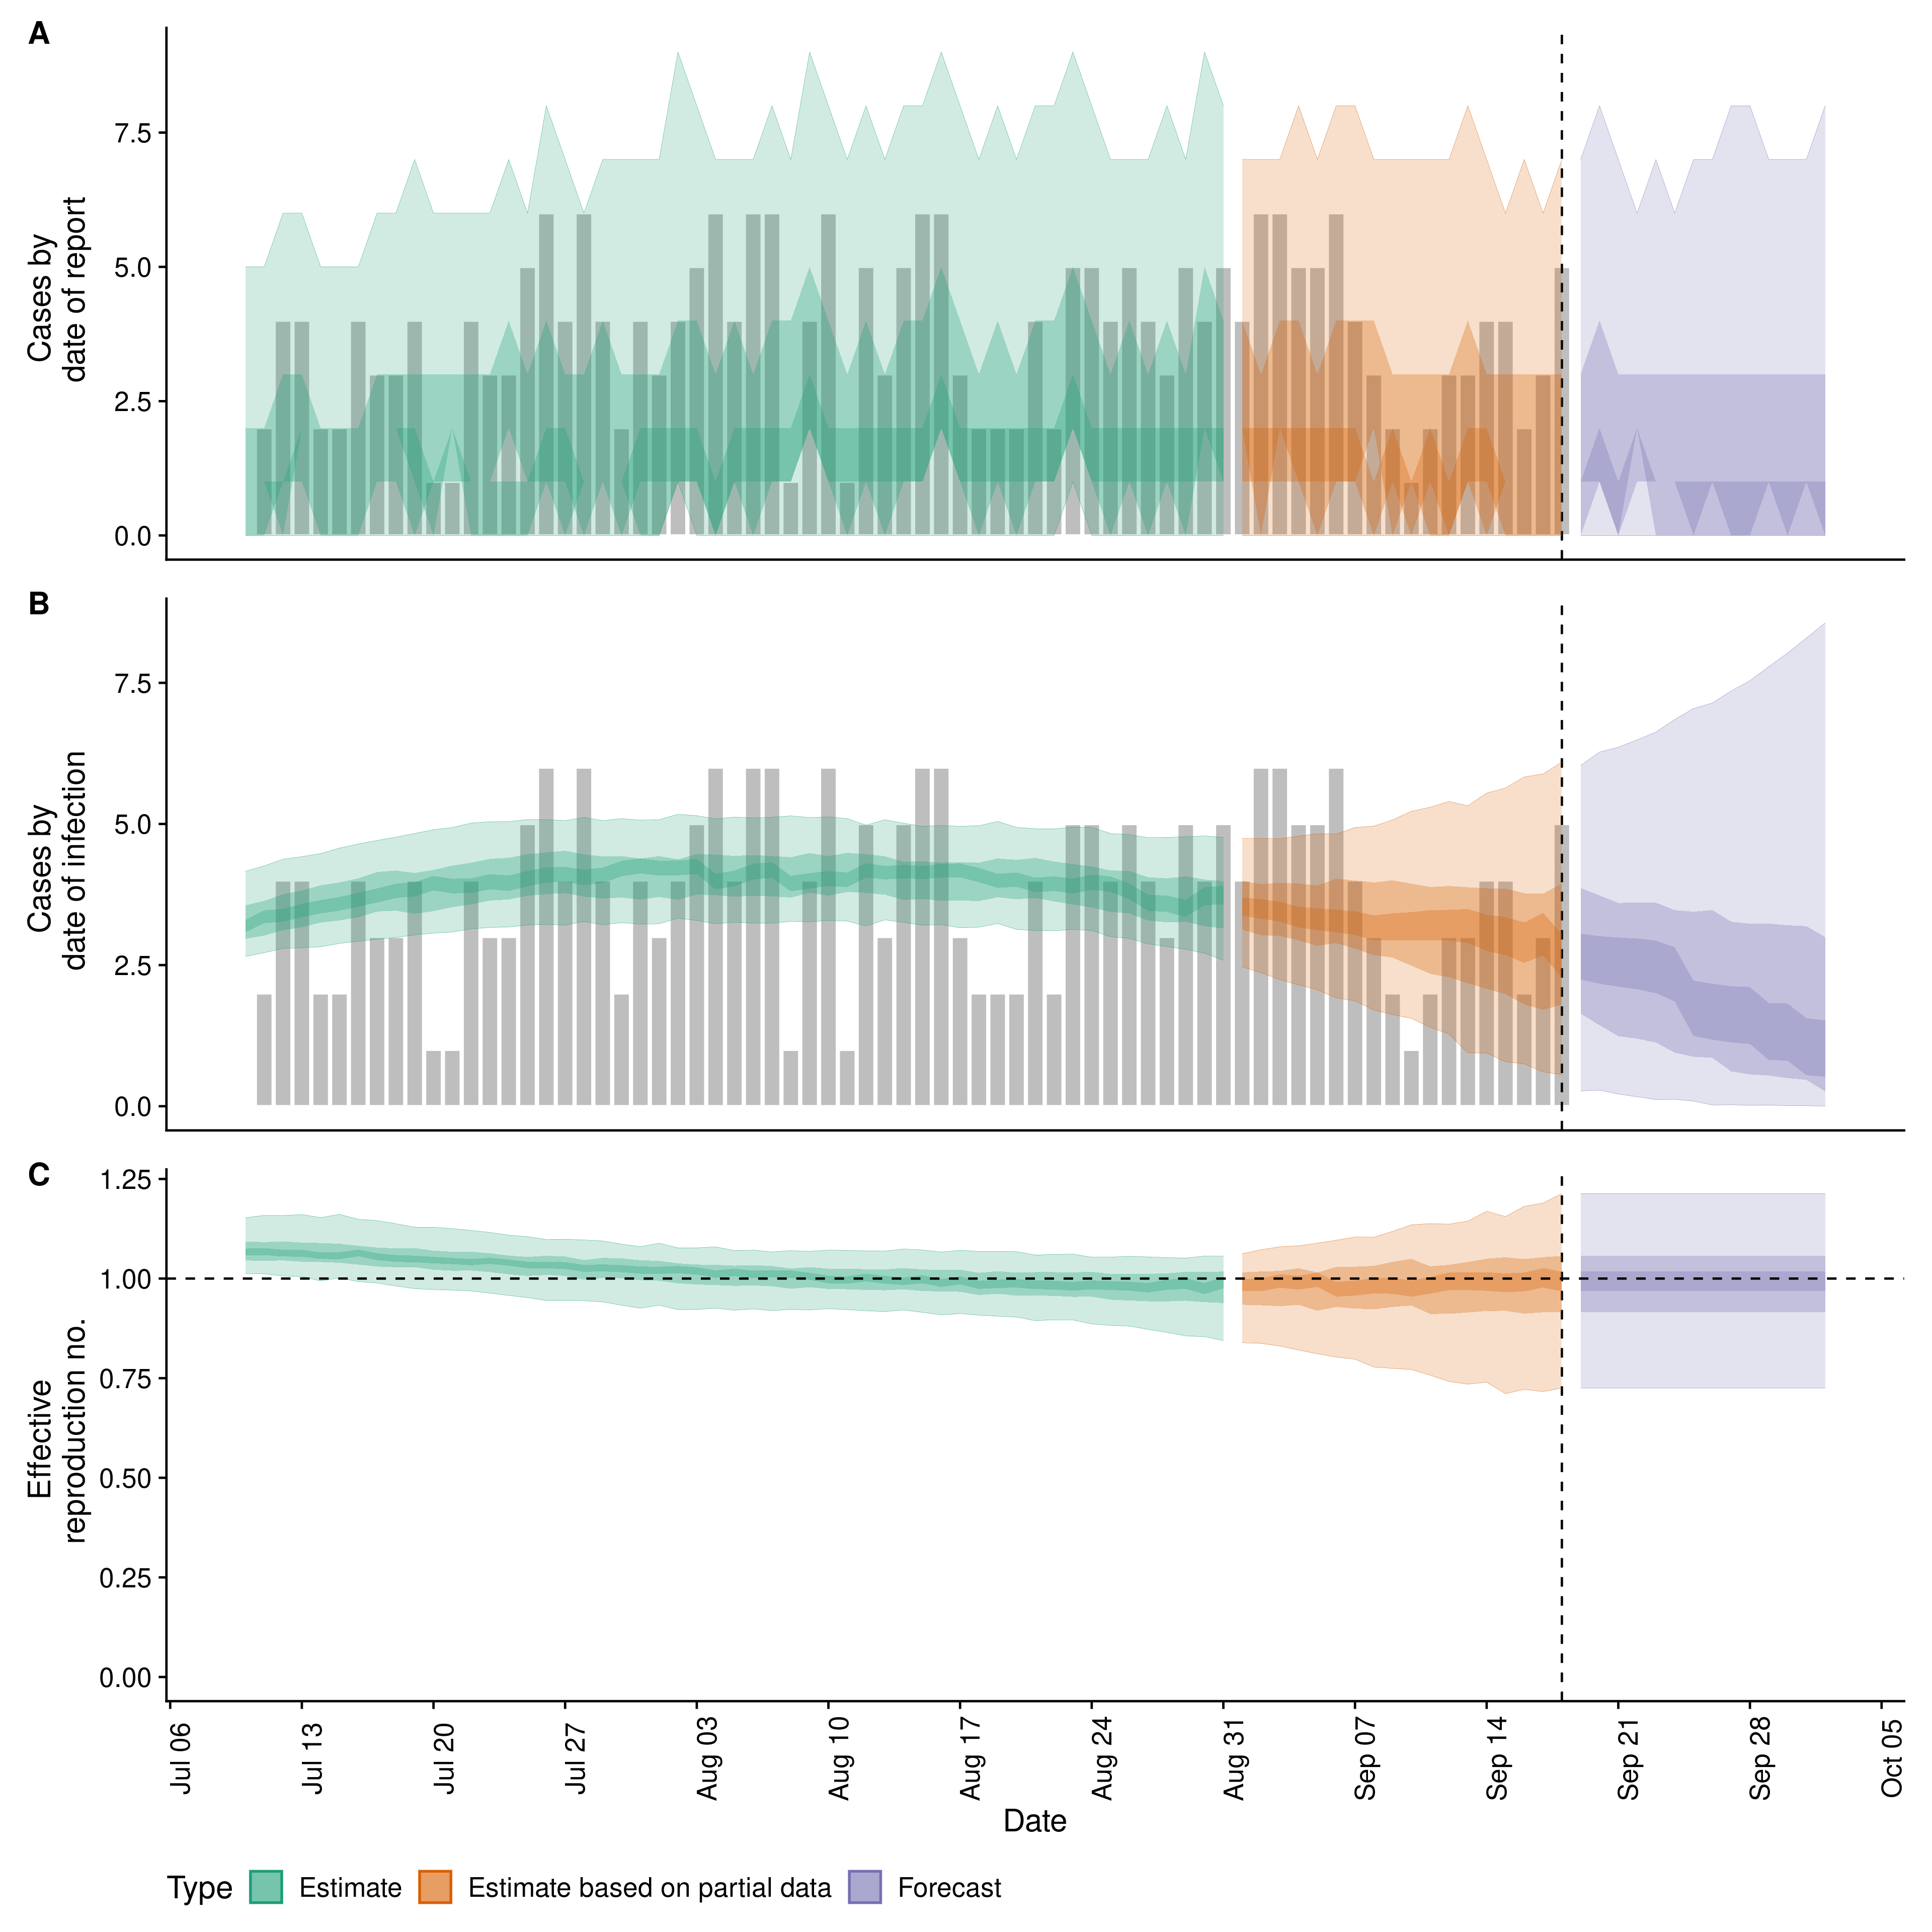 A
Cases by
date of report
7.5
5.0
2.5
0.0
B
Cases by
date of infection
7.5
5.0
2.5
0.0
C
Effective
reproduction no.
1.25
1.00
0.75
0.50
0.25
0.00
Jul 06
Jul 13
Jul 20
Jul 27
Aug 03
Aug 10
Aug 17
Aug 24
Aug 31
Sep 07
Sep 14
Sep 21
Sep 28
Oct 05
Date
Type Estimate Estimate based on partial data Forecast